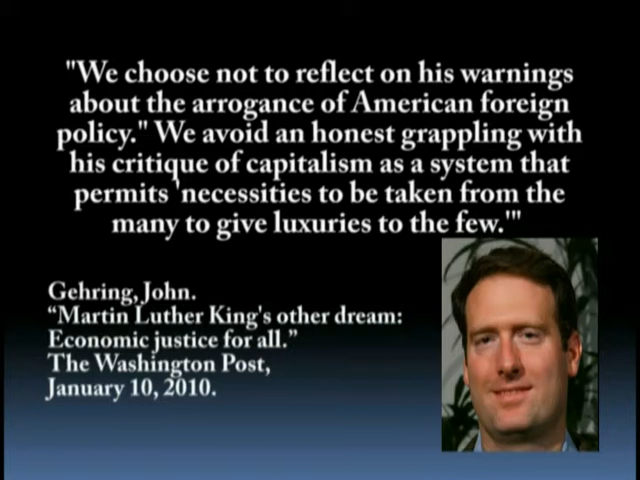 "We choose not to reflect on his warnings
about the arrogance of American foreign
policy." We avoid an honest grappling with
his critique of capitalism as a system that
permits 'necessities to be taken from the
many to give luxuries to the few.'"
Gehring, John.
“Martin Luther King's other dream:
Economic justice for all.”
The Washington Post,
January 10, 2010.